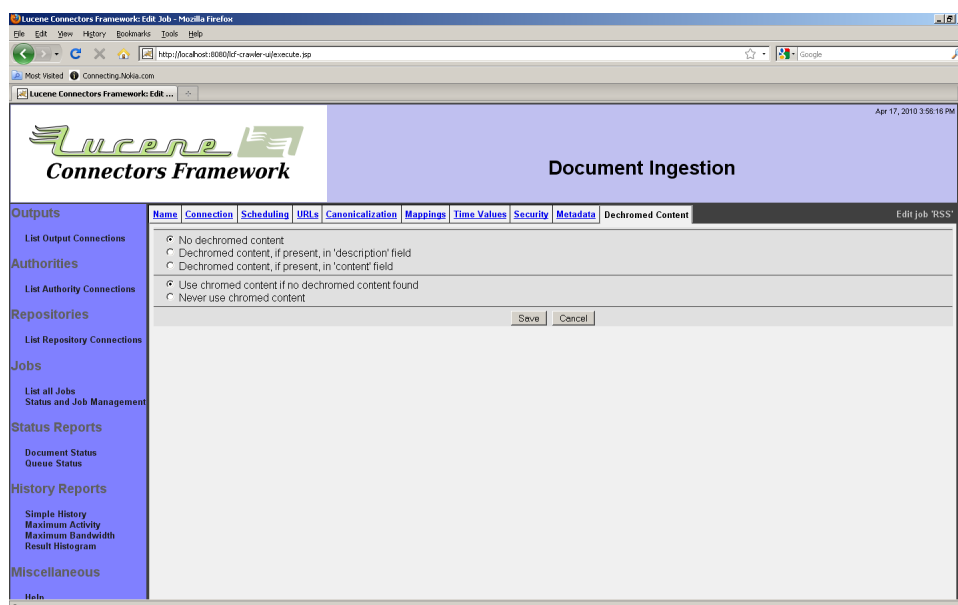 Lucene Connectors Framework: Edit Job - Mozilla Firefox
File Edit View History Bookmarks Tools Help
http://localhost:8080/lcf-crawler-ui/execute.jsp
Google
Most Visited Connecting.Nokia.com
Lucene Connectors Framework: Edit ...
Apr 17, 2010 3:56:16 PM
Lucene
Connectors Framework
Document Ingestion
Name Connection Scheduling URLs Canonicalization Mappings Time Values Security Metadata Dechromed Content
Edit job 'RSS'
Outputs
List Output Connections
Authorities
List Authority Connections
Repositories
List Repository Connections
Jobs
List all Jobs
Status and Job Management
Status Reports
Document Status
Queue Status
History Reports
Simple History
Maximum Activity
Maximum Bandwidth
Result Histogram
Miscellaneous
Help
No dechromed content
Dechromed content, if present, in 'description' field
Dechromed content, if present, in 'content' field
Use chromed content if no dechromed content found
Never use chromed content
Save Cancel